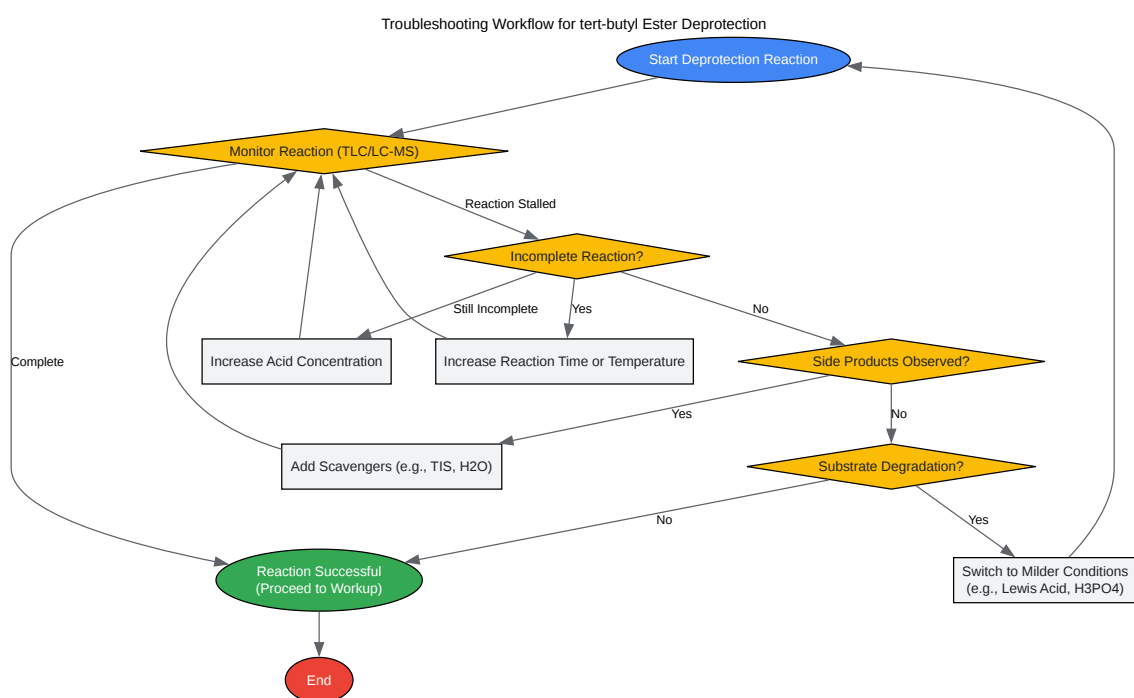 Troubleshooting Workflow for tert-butyl Ester Deprotection
Start Deprotection Reaction
Monitor Reaction (TLC/LC-MS)
Reaction Stalled
Incomplete Reaction?
Still Incomplete
Yes
No
Increase Acid Concentration
Increase Reaction Time or Temperature
Side Products Observed?
Complete
Yes
No
Add Scavengers (e.g., TIS, H2O)
Substrate Degradation?
No
Yes
Reaction Successful
(Proceed to Workup)
Switch to Milder Conditions
(e.g., Lewis Acid, H3PO4)
End